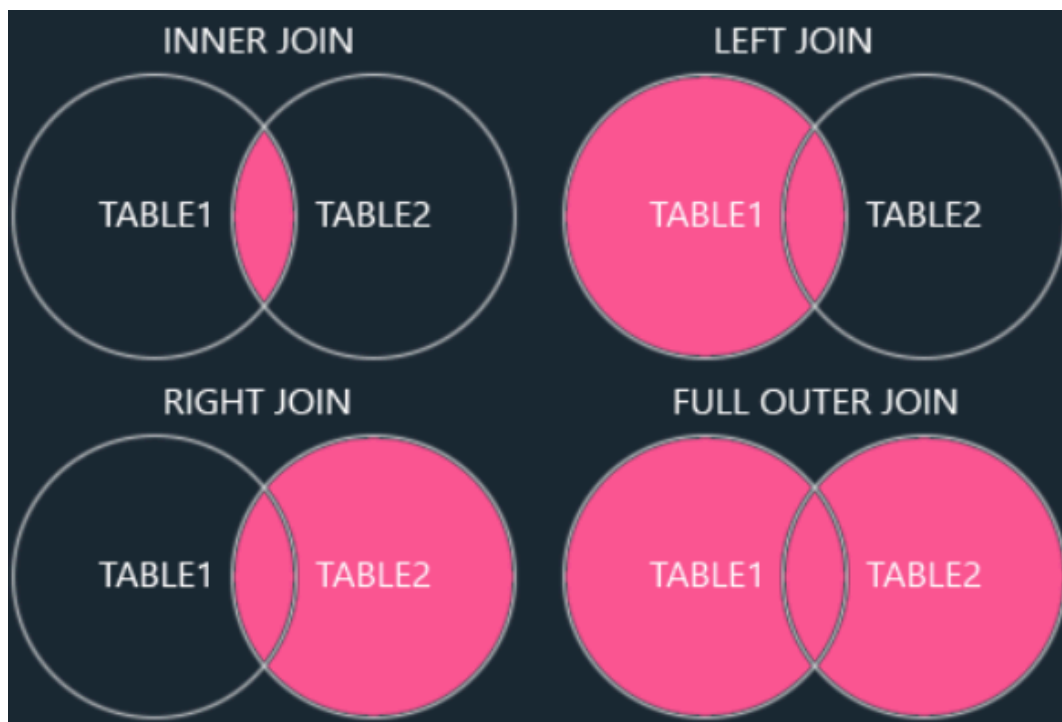 INNER JOIN
LEFT JOIN
TABLE1
TABLE2
TABLE1
TABLE2
RIGHT JOIN
FULL OUTER JOIN
TABLE1
TABLE2
TABLE1
TABLE2